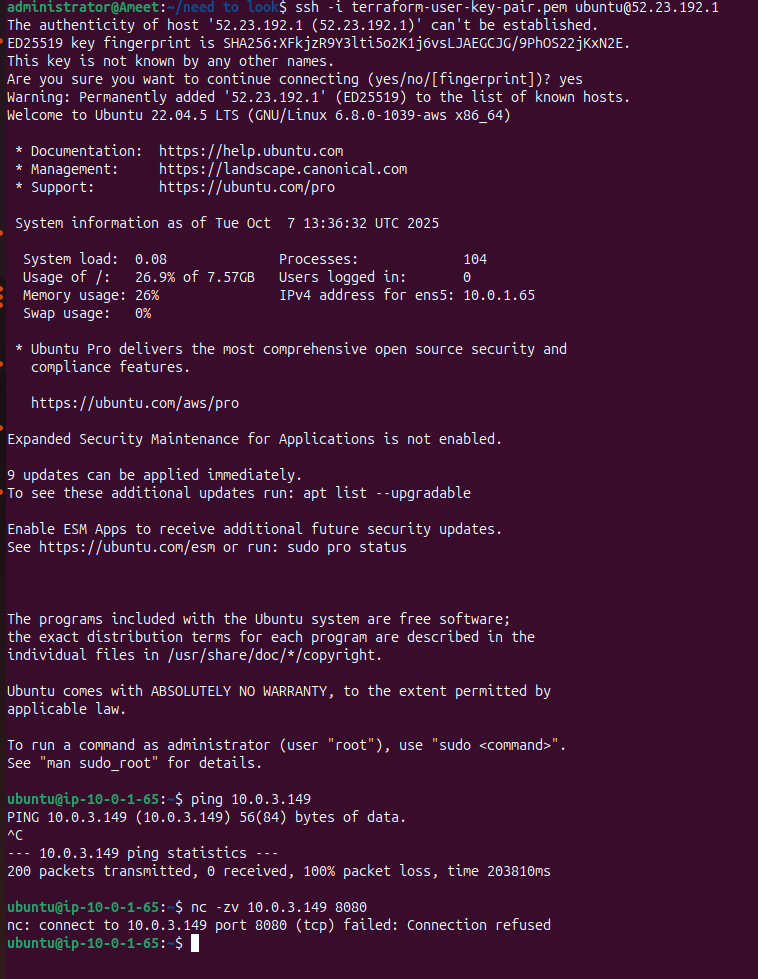 administrator@Ameet:~/need to look$ ssh -i terraform-user-key-pair.pem ubuntu@52.23.192.1
The authenticity of host '52.23.192.1 (52.23.192.1)' can't be established.
ED25519 key fingerprint is SHA256:XFkjzR9Y3lti5o2K1j6vsLJAEGCJG/9PhOS22jKxN2E.
This key is not known by any other names.
Are you sure you want to continue connecting (yes/no/[fingerprint])? yes
Warning: Permanently added '52.23.192.1' (ED25519) to the list of known hosts.
Welcome to Ubuntu 22.04.5 LTS (GNU/Linux 6.8.0-1039-aws x86_64)
* Documentation:  https://help.ubuntu.com
* Management:     https://landscape.canonical.com
* Support:        https://ubuntu.com/pro
System information as of Tue Oct  7 13:36:32 UTC 2025
System load:  0.08              Processes:             104
Usage of /:   26.9% of 7.57GB   Users logged in:       0
Memory usage: 26%               IPv4 address for ens5: 10.0.1.65
Swap usage:   0%
* Ubuntu Pro delivers the most comprehensive open source security and
compliance features.
https://ubuntu.com/aws/pro
Expanded Security Maintenance for Applications is not enabled.
9 updates can be applied immediately.
To see these additional updates run: apt list --upgradable
Enable ESM Apps to receive additional future security updates.
See https://ubuntu.com/esm or run: sudo pro status
The programs included with the Ubuntu system are free software;
the exact distribution terms for each program are described in the
individual files in /usr/share/doc/*/copyright.
Ubuntu comes with ABSOLUTELY NO WARRANTY, to the extent permitted by
applicable law.
To run a command as administrator (user "root"), use "sudo <command>".
See "man sudo_root" for details.
ubuntu@ip-10-0-1-65:~$ ping 10.0.3.149
PING 10.0.3.149 (10.0.3.149) 56(84) bytes of data.
^C
--- 10.0.3.149 ping statistics ---
200 packets transmitted, 0 received, 100% packet loss, time 203810ms
ubuntu@ip-10-0-1-65:~$ nc -zv 10.0.3.149 8080
nc: connect to 10.0.3.149 port 8080 (tcp) failed: Connection refused
ubuntu@ip-10-0-1-65:~$